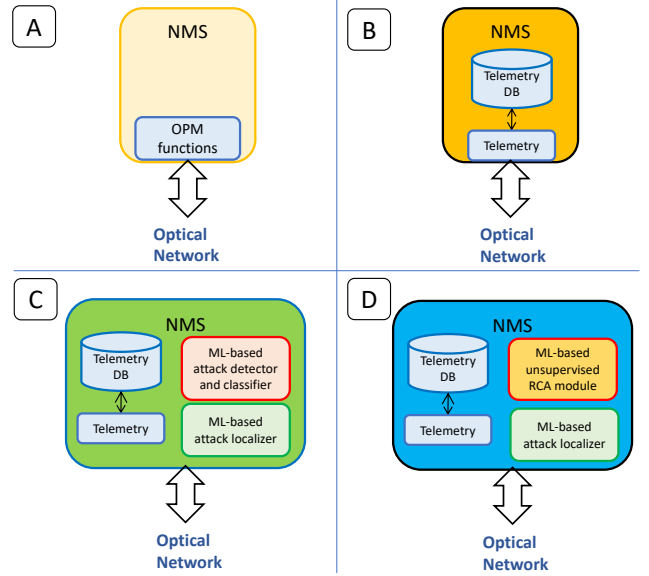 A
NMS
OPM
functions
Optical
Network
B
NMS
Telemetry
DB
Telemetry
Optical
Network
C
NMS
Telemetry
DB
ML-based
attack detector
and classifier
Telemetry
ML-based
attack localizer
Optical
Network
D
NMS
Telemetry
DB
ML-based
unsupervised
RCA module
Telemetry
ML-based
attack localizer
Optical
Network